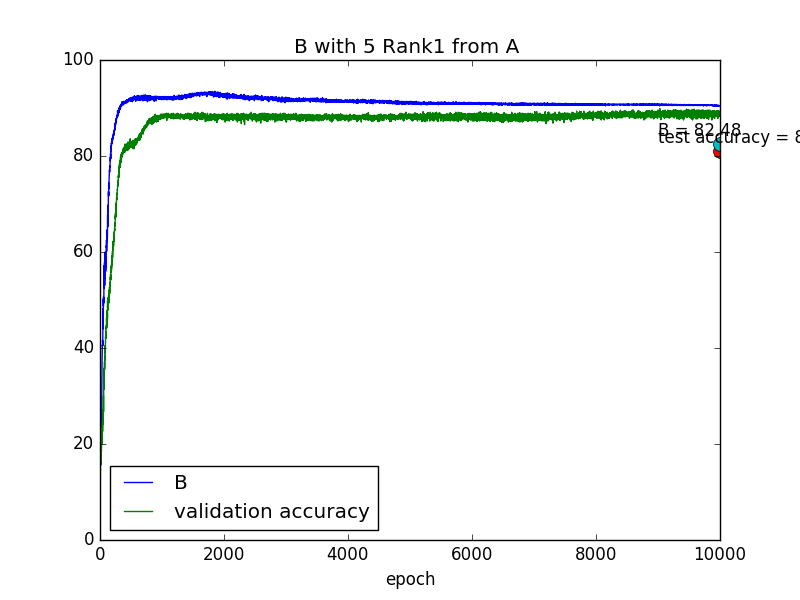 B with 5 Rank1 from A
100
80
60
40
20
0
B = 82.48
test accuracy = 8
B
validation accuracy
0 2000 4000 6000 8000 10000
epoch